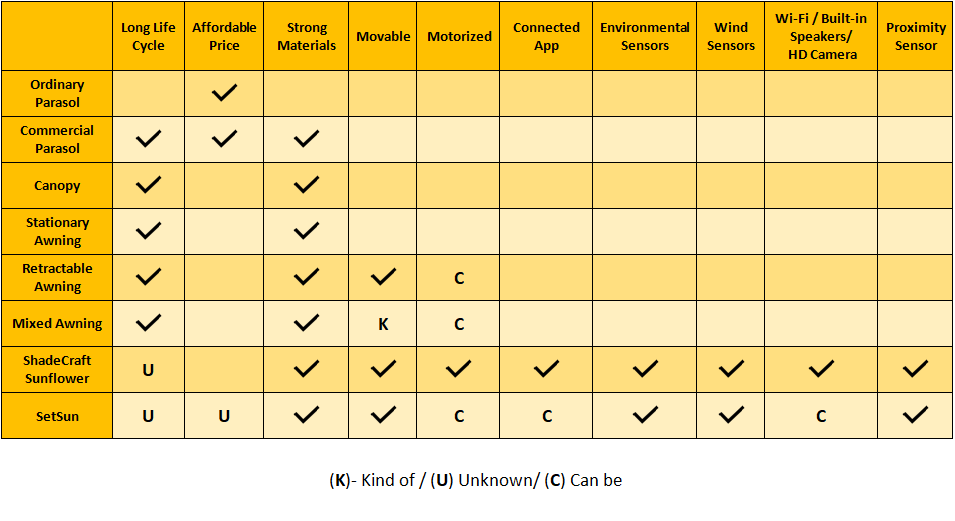 Long Life Cycle | Affordable Price | Strong Materials | Movable | Motorized | Connected App | Environmental Sensors | Wind Sensors | Wi-Fi / Built-in Speakers/ HD Camera | Proximity Sensor
Ordinary Parasol | | ✓ | | | | | | | |
Commercial Parasol | ✓ | ✓ | ✓ | | | | | | |
Canopy | ✓ | | ✓ | | | | | | |
Stationary Awning | ✓ | | ✓ | | | | | | |
Retractable Awning | ✓ | | ✓ | ✓ | C | | | | |
Mixed Awning | ✓ | | ✓ | K | C | | | | |
ShadeCraft Sunflower | U | | ✓ | ✓ | ✓ | ✓ | ✓ | ✓ | ✓ | ✓
SetSun | U | U | ✓ | ✓ | C | C | ✓ | ✓ | C | ✓
(K)- Kind of / (U) Unknown/ (C) Can be